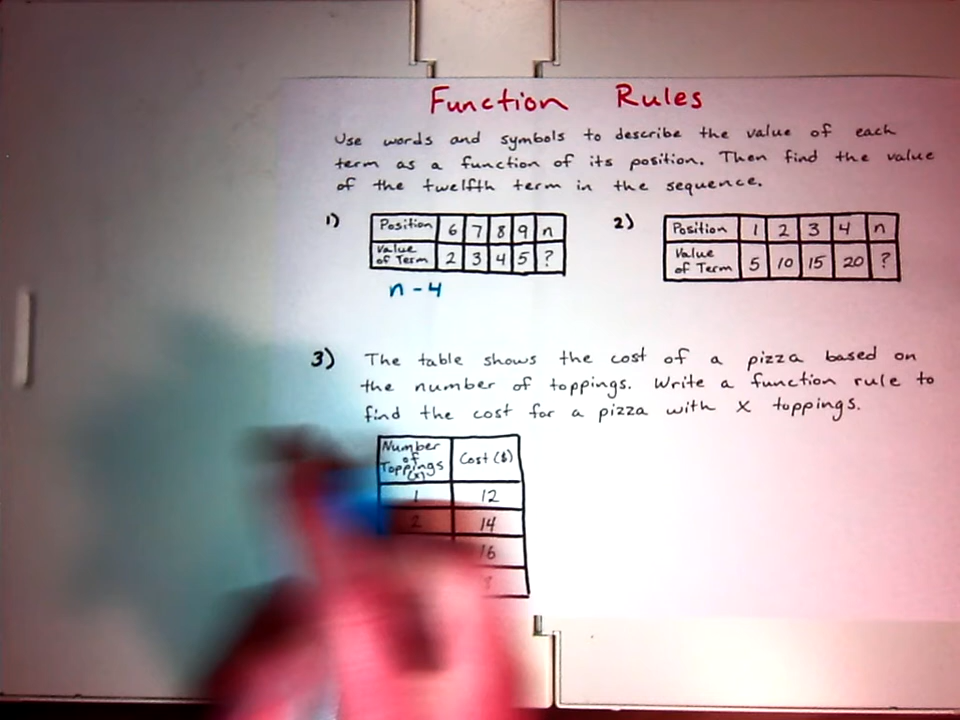 Function Rules
Use words and symbols to describe the value of each
term as a function of its position. Then find the value
of the twelfth term in the sequence.
1)
Position 6 7 8 9 n
Value of Term 2 3 4 5 ?
n - 4
2)
Position 1 2 3 4 n
Value of Term 5 10 15 20 ?
3) The table shows the cost of a pizza based on
the number of toppings. Write a function rule to
find the cost for a pizza with x toppings.
Number of Toppings (x) Cost ($)
1 12
2 14
16